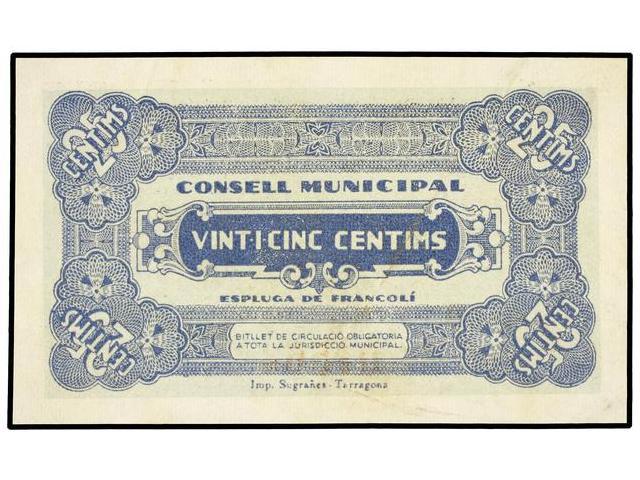 25 CENTIMS
25 CENTIMS
CONSELL MUNICIPAL
VINT-I-CINC CENTIMS
ESPLUGA DE FRANCOLÍ
BITLLET DE CIRCULACIÓ OBLIGATORIA
A TOTA LA JURISDICCIÓ MUNICIPAL.
25 CENTIMS
25 CENTIMS
Imp. Sugrañes - Tarragona